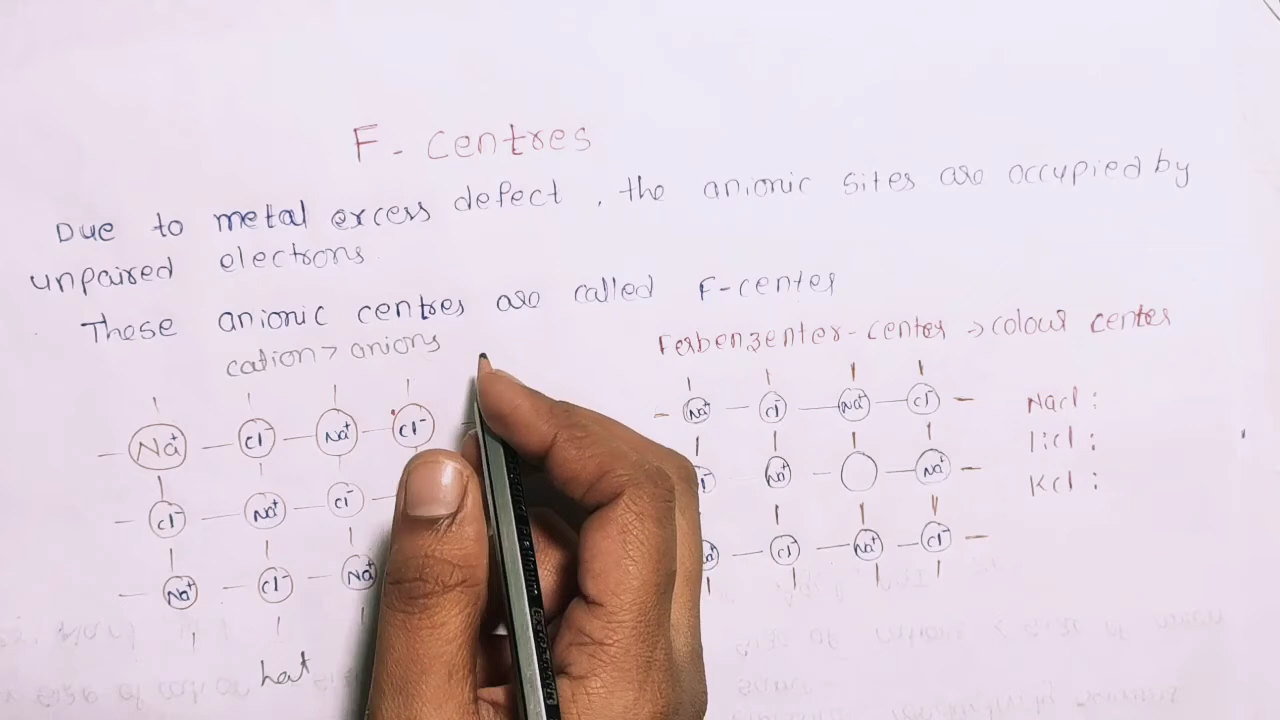 F - centres
Due to metal excess defect, the anionic sites are occupied by
unpaired electrons
These anionic centres are called F-center
cation > anions
Ferbenzenter - center → colour center
Na+ Cl- Na+ Cl-
Cl- Na+ Cl-
Na+ Cl- Na+
heat
Na+ Cl- Na+ Cl-
Na+ Na+
Cl- Na+ Cl-
Nacl :
licl :
Kcl :